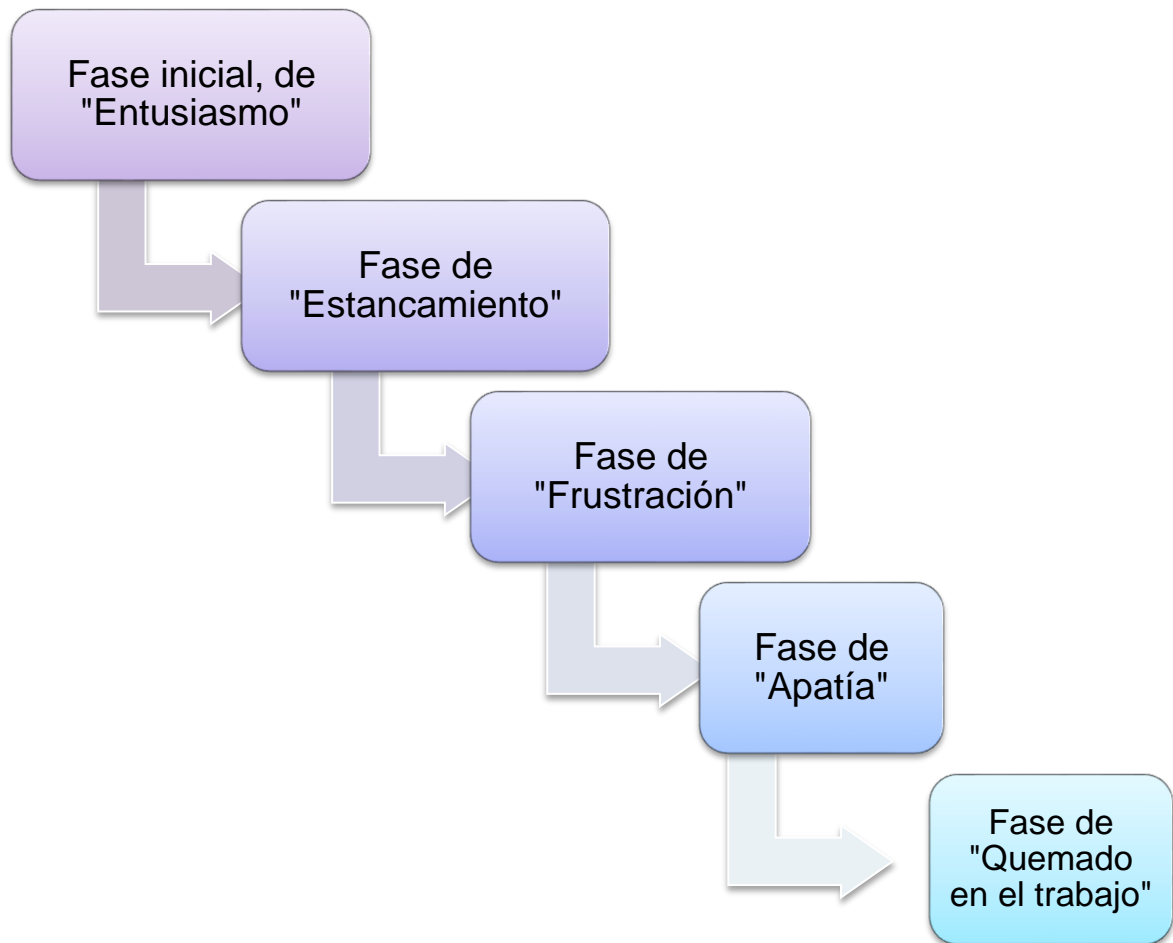 Fase inicial, de
"Entusiasmo"
Fase de
"Estancamiento"
Fase de
"Frustración"
Fase de
"Apatía"
Fase de
"Quemado
en el trabajo"